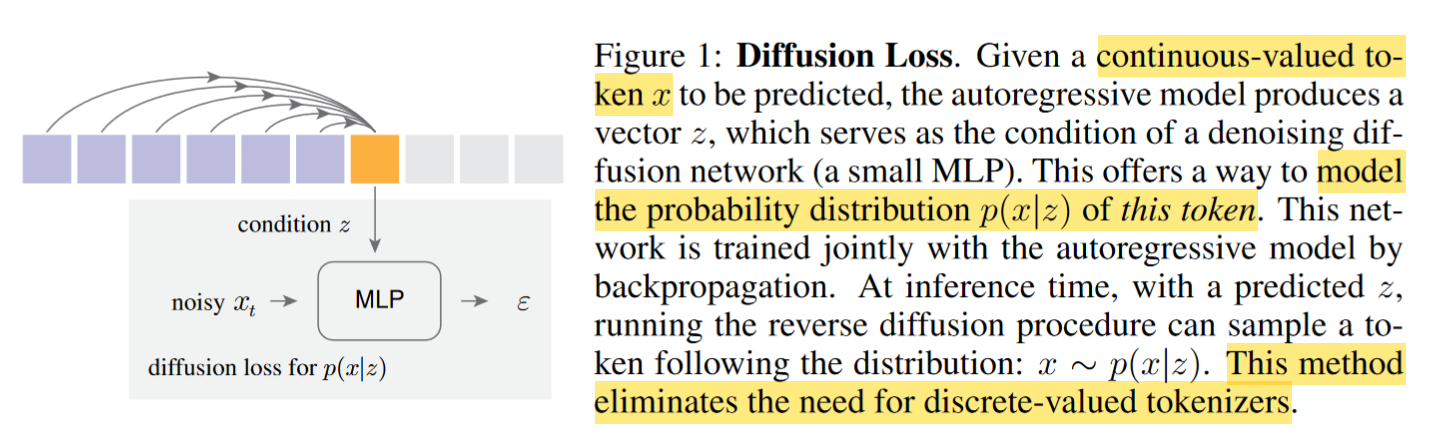 condition z
noisy xₜ
MLP
ε
diffusion loss for p(x|z)
Figure 1: Diffusion Loss. Given a continuous-valued to-
ken x to be predicted, the autoregressive model produces a
vector z, which serves as the condition of a denoising dif-
fusion network (a small MLP). This offers a way to model
the probability distribution p(x|z) of this token. This net-
work is trained jointly with the autoregressive model by
backpropagation. At inference time, with a predicted z,
running the reverse diffusion procedure can sample a to-
ken following the distribution: x ∼ p(x|z). This method
eliminates the need for discrete-valued tokenizers.